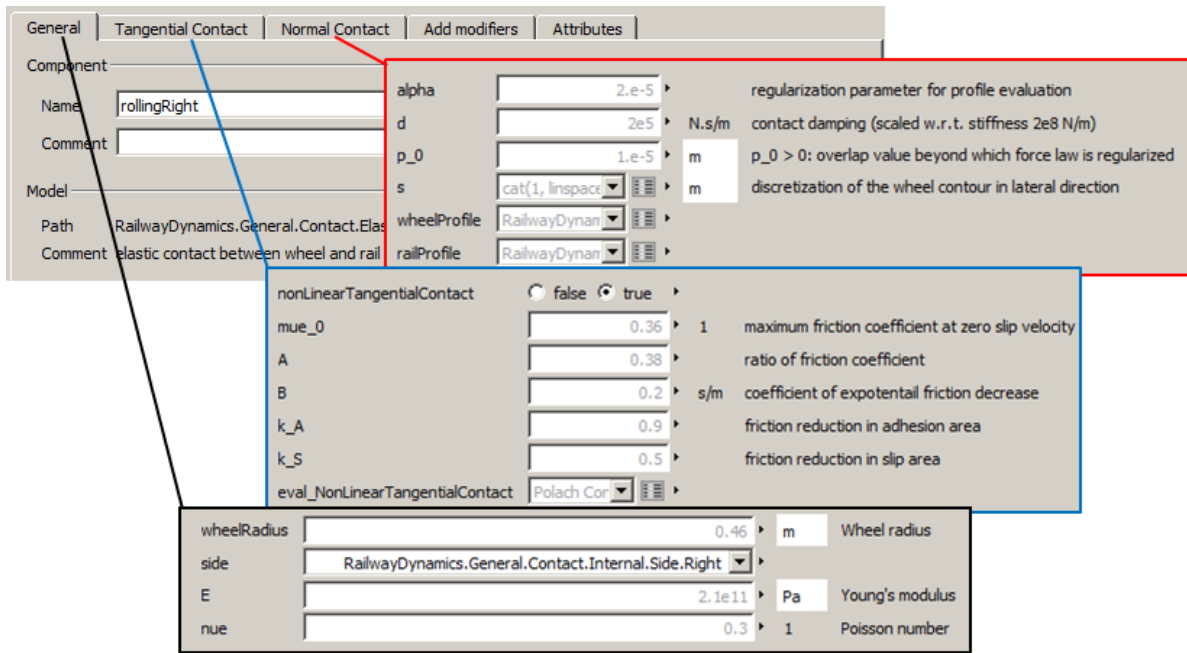 General Tangential Contact Normal Contact Add modifiers Attributes
Component
Name rollingRight
Comment
Model
Path RailwayDynamics.General.Contact.Elas
Comment elastic contact between wheel and rail
alpha 2.e-5 regularization parameter for profile evaluation
d 2e5 N.s/m contact damping (scaled w.r.t. stiffness 2e8 N/m)
p_0 1.e-5 m p_0 > 0: overlap value beyond which force law is regularized
s cat(1, linspace m discretization of the wheel contour in lateral direction
wheelProfile RailwayDynam
railProfile RailwayDynam
nonLinearTangentialContact false true
mue_0 0.36 1 maximum friction coefficient at zero slip velocity
A 0.38 ratio of friction coefficient
B 0.2 s/m coefficient of expotentail friction decrease
k_A 0.9 friction reduction in adhesion area
k_S 0.5 friction reduction in slip area
eval_NonLinearTangentialContact Polach Cor
wheelRadius 0.46 m Wheel radius
side RailwayDynamics.General.Contact.Internal.Side.Right
E 2.1e11 Pa Young's modulus
nue 0.3 1 Poisson number